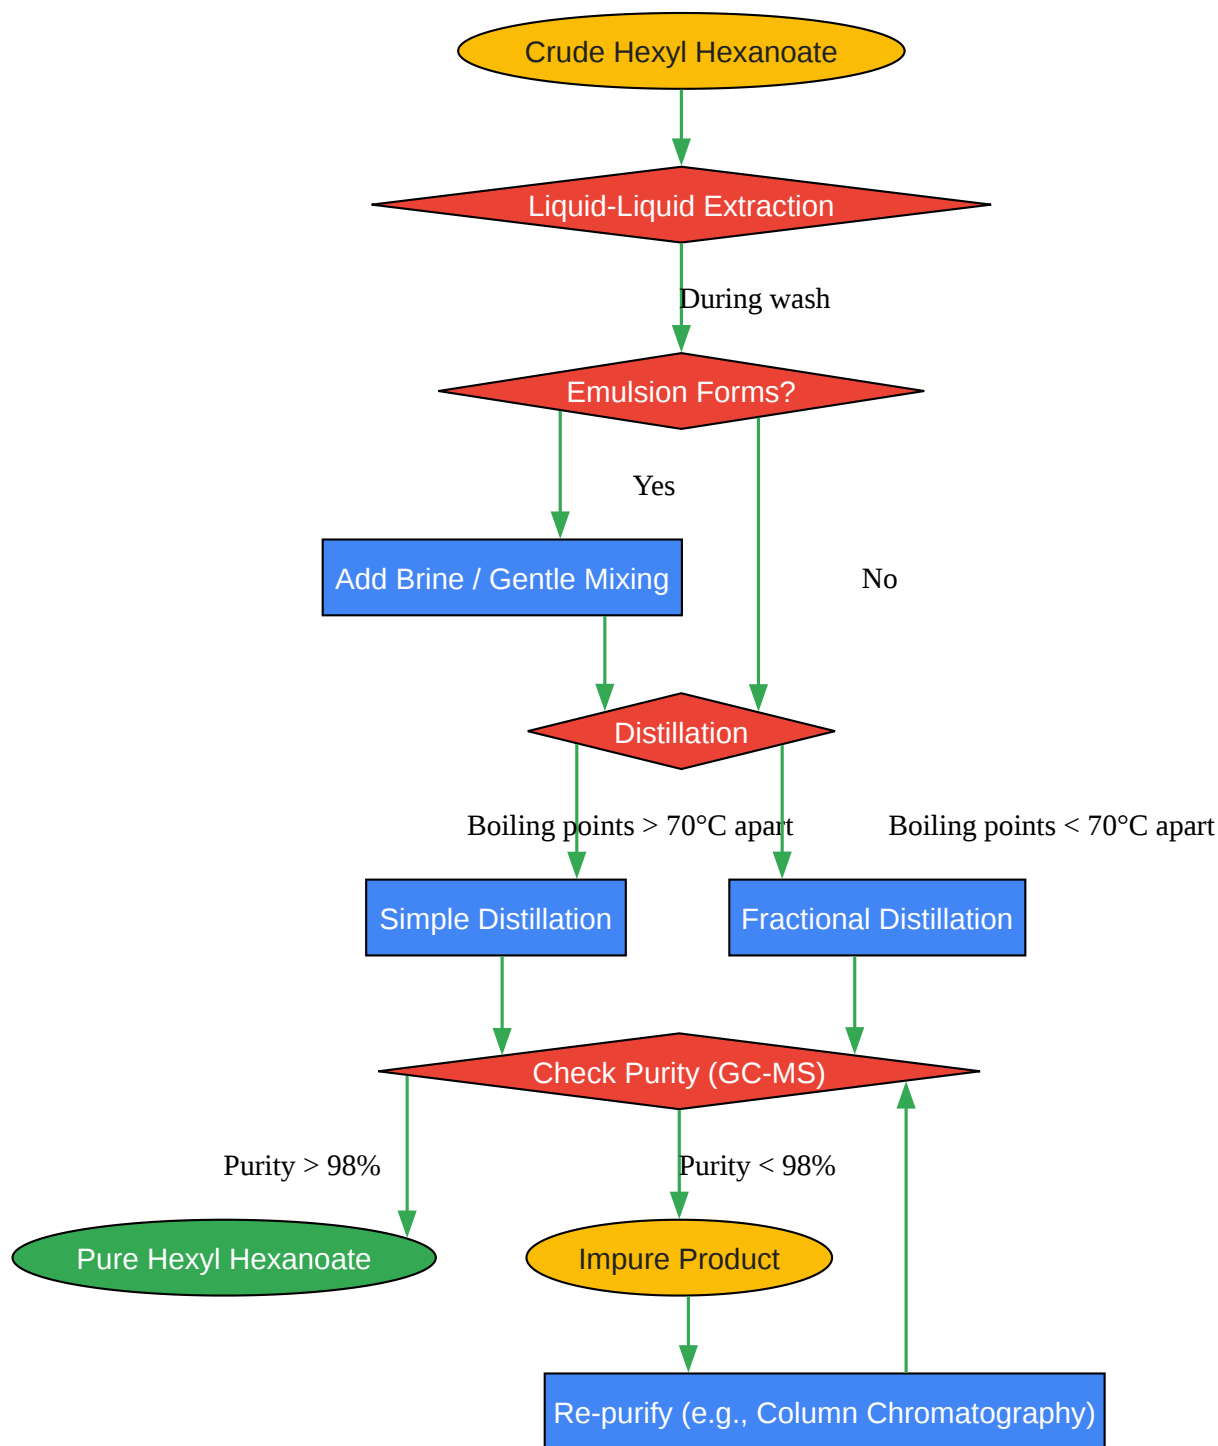 Crude Hexyl Hexanoate
Liquid-Liquid Extraction
During wash
Emulsion Forms?
Yes
Add Brine / Gentle Mixing
No
Distillation
Boiling points > 70°C apart
Boiling points < 70°C apart
Simple Distillation
Fractional Distillation
Check Purity (GC-MS)
Purity > 98%
Purity < 98%
Pure Hexyl Hexanoate
Impure Product
Re-purify (e.g., Column Chromatography)